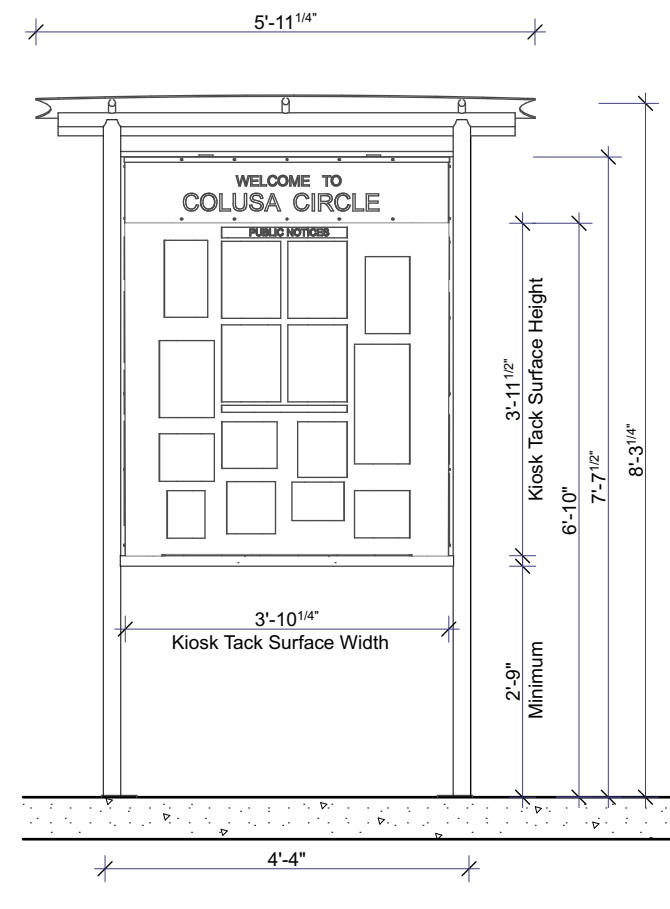 5'-11 1/4"
WELCOME TO
COLUSA CIRCLE
PUBLIC NOTICES
3'-11 1/2"
Kiosk Tack Surface Height
6'-10"
7'-7 1/2"
8'-3 1/4"
3'-10 1/4"
Kiosk Tack Surface Width
2'-9"
Minimum
4'-4"